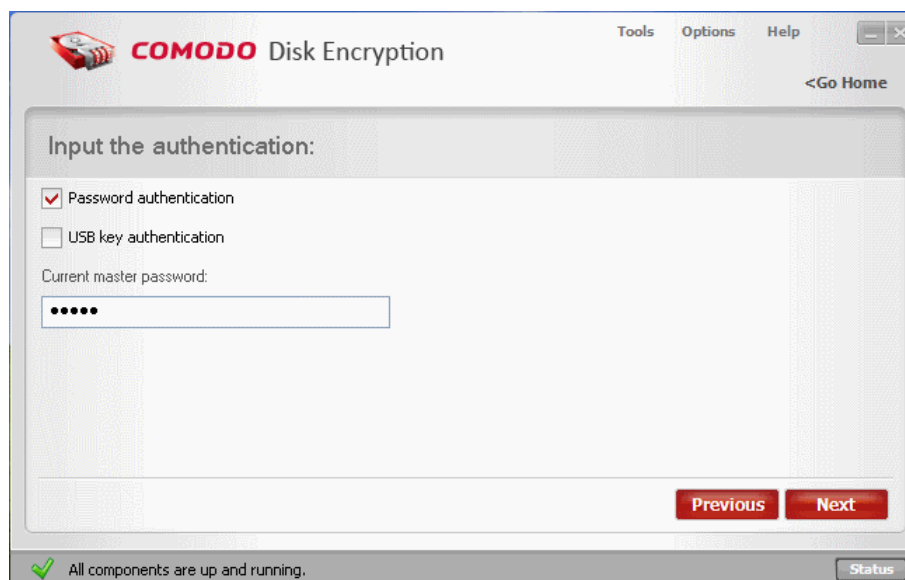 Tools Options Help
COMODO Disk Encryption
<Go Home
Input the authentication:
Password authentication
USB key authentication
Current master password:
•••••
Previous Next
All components are up and running. Status